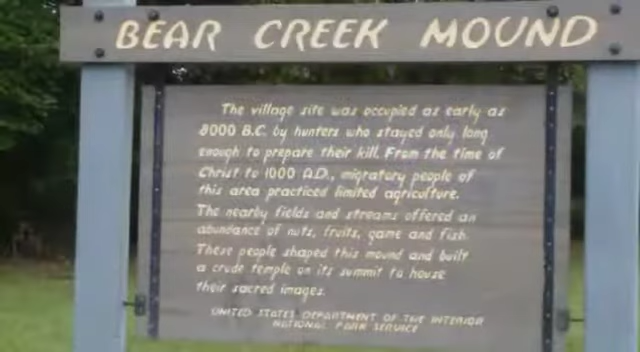 BEAR CREEK MOUND
The village site was occupied as early as
8000 B.C. by hunters who stayed only long
enough to prepare their kill. From the time of
Christ to 1000 A.D., migratory people of
this area practiced limited agriculture.
The nearby fields and streams offered an
abundance of nuts, fruits, game and fish.
These people shaped this mound and built
a crude temple on its summit to house
their sacred images.
UNITED STATES DEPARTMENT OF THE INTERIOR
NATIONAL PARK SERVICE